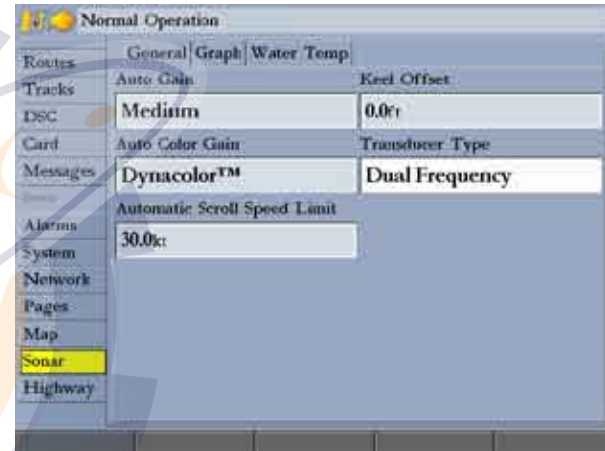 Normal Operation
General Graph Water Temp
Routes
Tracks
DSC
Card
Messages
Alarms
System
Network
Pages
Map
Sonar
Highway
Auto Gain
Medium
Keel Offset
0.0ft
Auto Color Gain
Dynacolor™
Transducer Type
Dual Frequency
Automatic Scroll Speed Limit
30.0kt